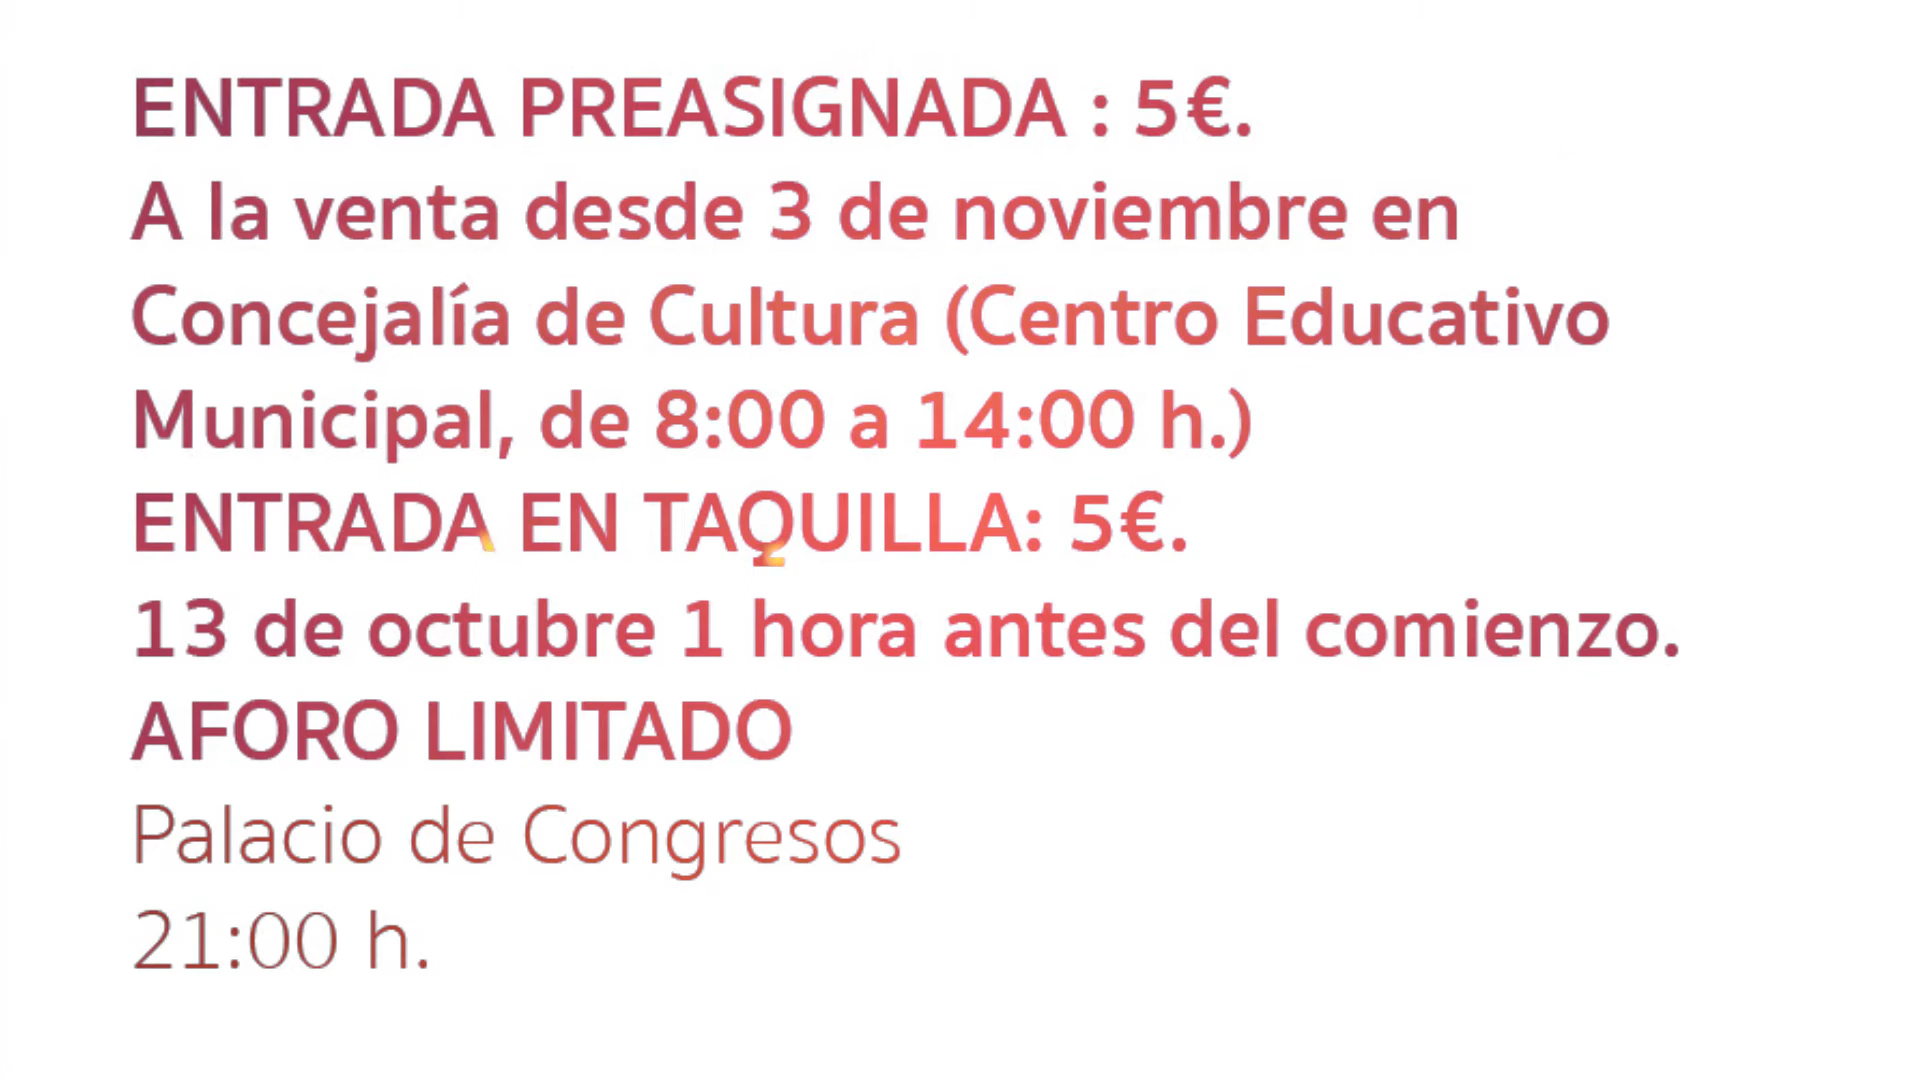 ENTRADA PREASIGNADA : 5€.
A la venta desde 3 de noviembre en
Concejalía de Cultura (Centro Educativo
Municipal, de 8:00 a 14:00 h.)
ENTRADA EN TAQUILLA: 5€.
13 de octubre 1 hora antes del comienzo.
AFORO LIMITADO
Palacio de Congresos
21:00 h.